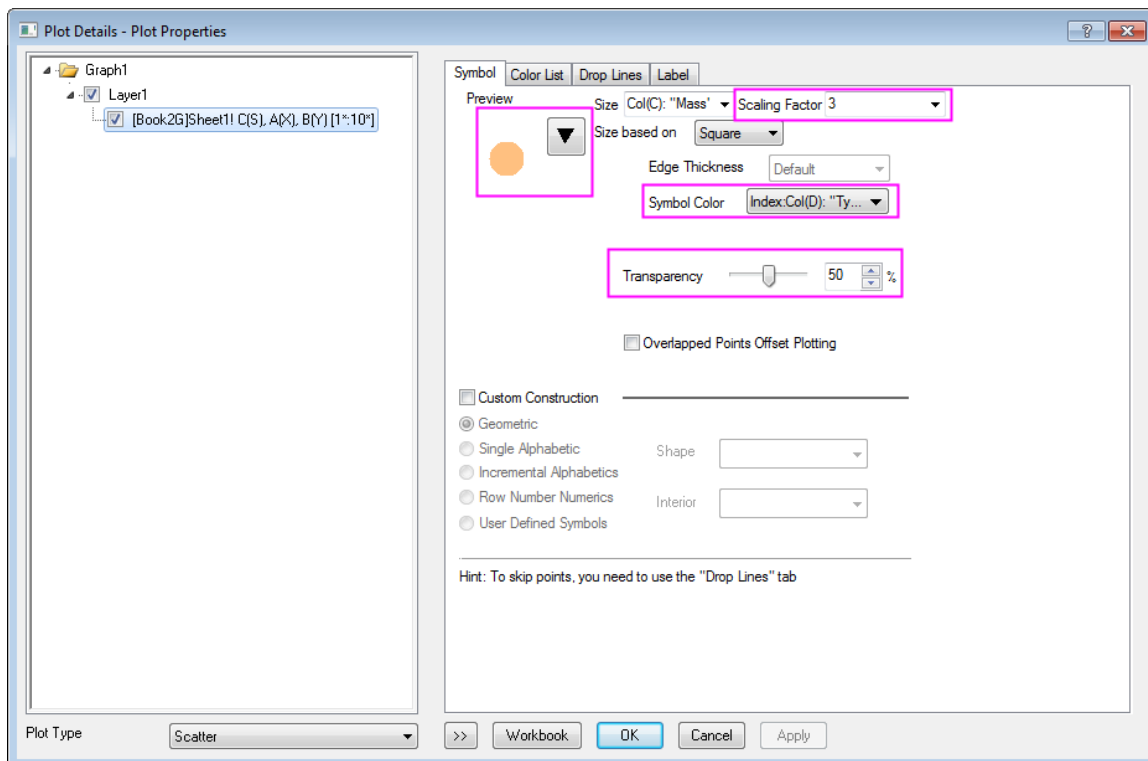 Plot Details - Plot Properties
Graph1
Layer1
[Book2G]Sheet1! C(S), A(X), B(Y) [1*:10*]
Symbol Color List Drop Lines Label
Preview
Size Col(C): "Mass' Scaling Factor 3
Size based on Square
Edge Thickness Default
Symbol Color Index:Col(D): "Ty...
Transparency 50 %
Overlapped Points Offset Plotting
Custom Construction
Geometric
Single Alphabetic Shape
Incremental Alphabetics
Row Number Numerics Interior
User Defined Symbols
Hint: To skip points, you need to use the "Drop Lines" tab
Plot Type Scatter >> Workbook OK Cancel Apply